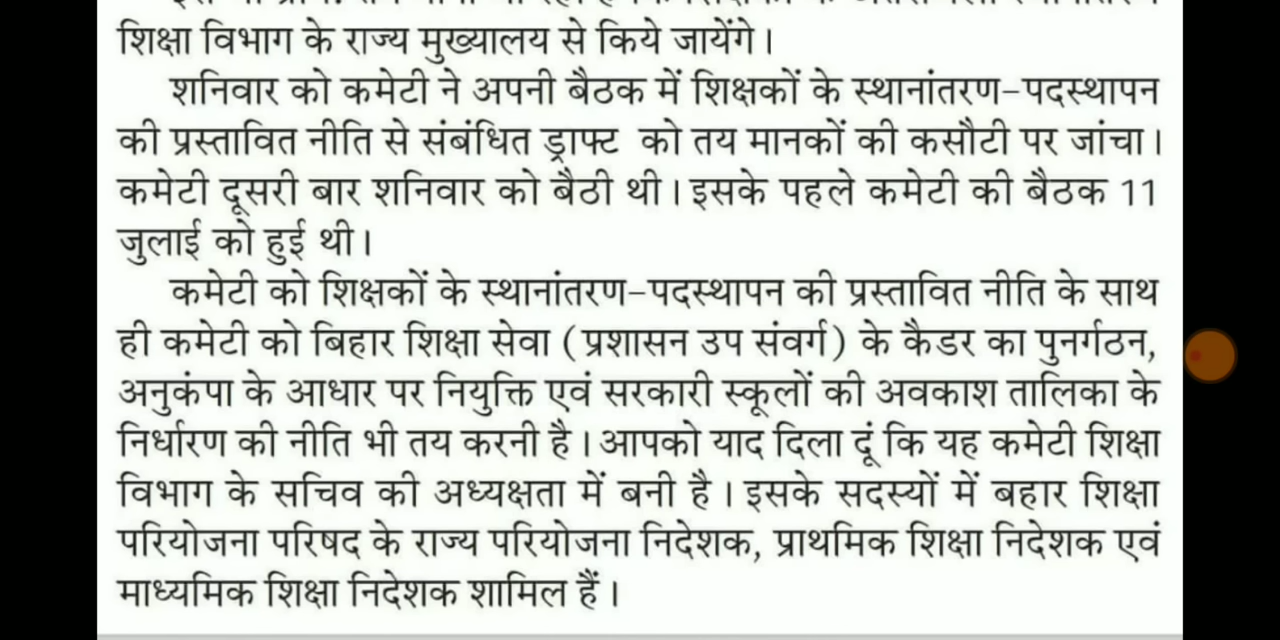 शिक्षा विभाग के राज्य मुख्यालय से किये जायेंगे।
शनिवार को कमेटी ने अपनी बैठक में शिक्षकों के स्थानांतरण-पदस्थापन
की प्रस्तावित नीति से संबंधित ड्राफ्ट को तय मानकों की कसौटी पर जांचा।
कमेटी दूसरी बार शनिवार को बैठी थी। इसके पहले कमेटी की बैठक 11
जुलाई को हुई थी।
कमेटी को शिक्षकों के स्थानांतरण-पदस्थापन की प्रस्तावित नीति के साथ
ही कमेटी को बिहार शिक्षा सेवा (प्रशासन उप संवर्ग) के कैडर का पुनर्गठन,
अनुकंपा के आधार पर नियुक्ति एवं सरकारी स्कूलों की अवकाश तालिका के
निर्धारण की नीति भी तय करनी है। आपको याद दिला दूं कि यह कमेटी शिक्षा
विभाग के सचिव की अध्यक्षता में बनी है। इसके सदस्यों में बहार शिक्षा
परियोजना परिषद के राज्य परियोजना निदेशक, प्राथमिक शिक्षा निदेशक एवं
माध्यमिक शिक्षा निदेशक शामिल हैं।